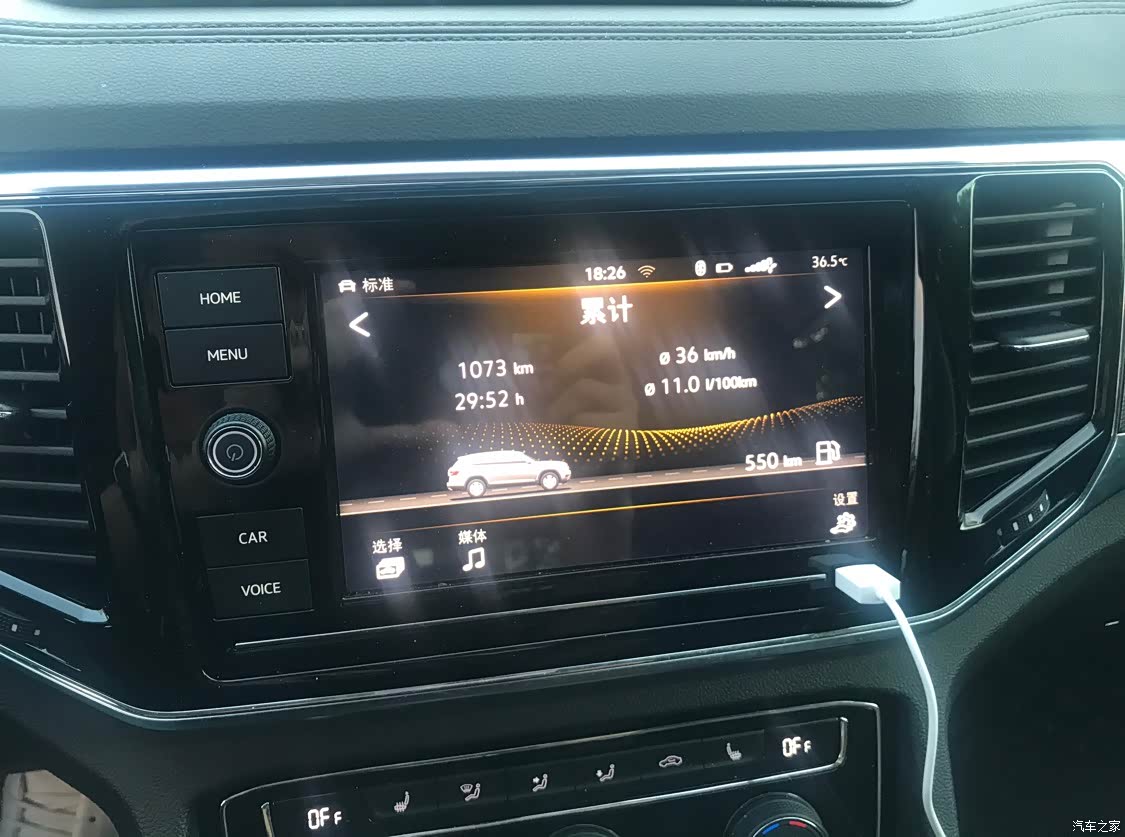 标准
18:26
36.5℃
累计
1073 km
ø 36 km/h
29:52 h
ø 11.0 l/100km
550 km
选择
媒体
设置
HOME
MENU
CAR
VOICE
OFF
OFF
汽车之家